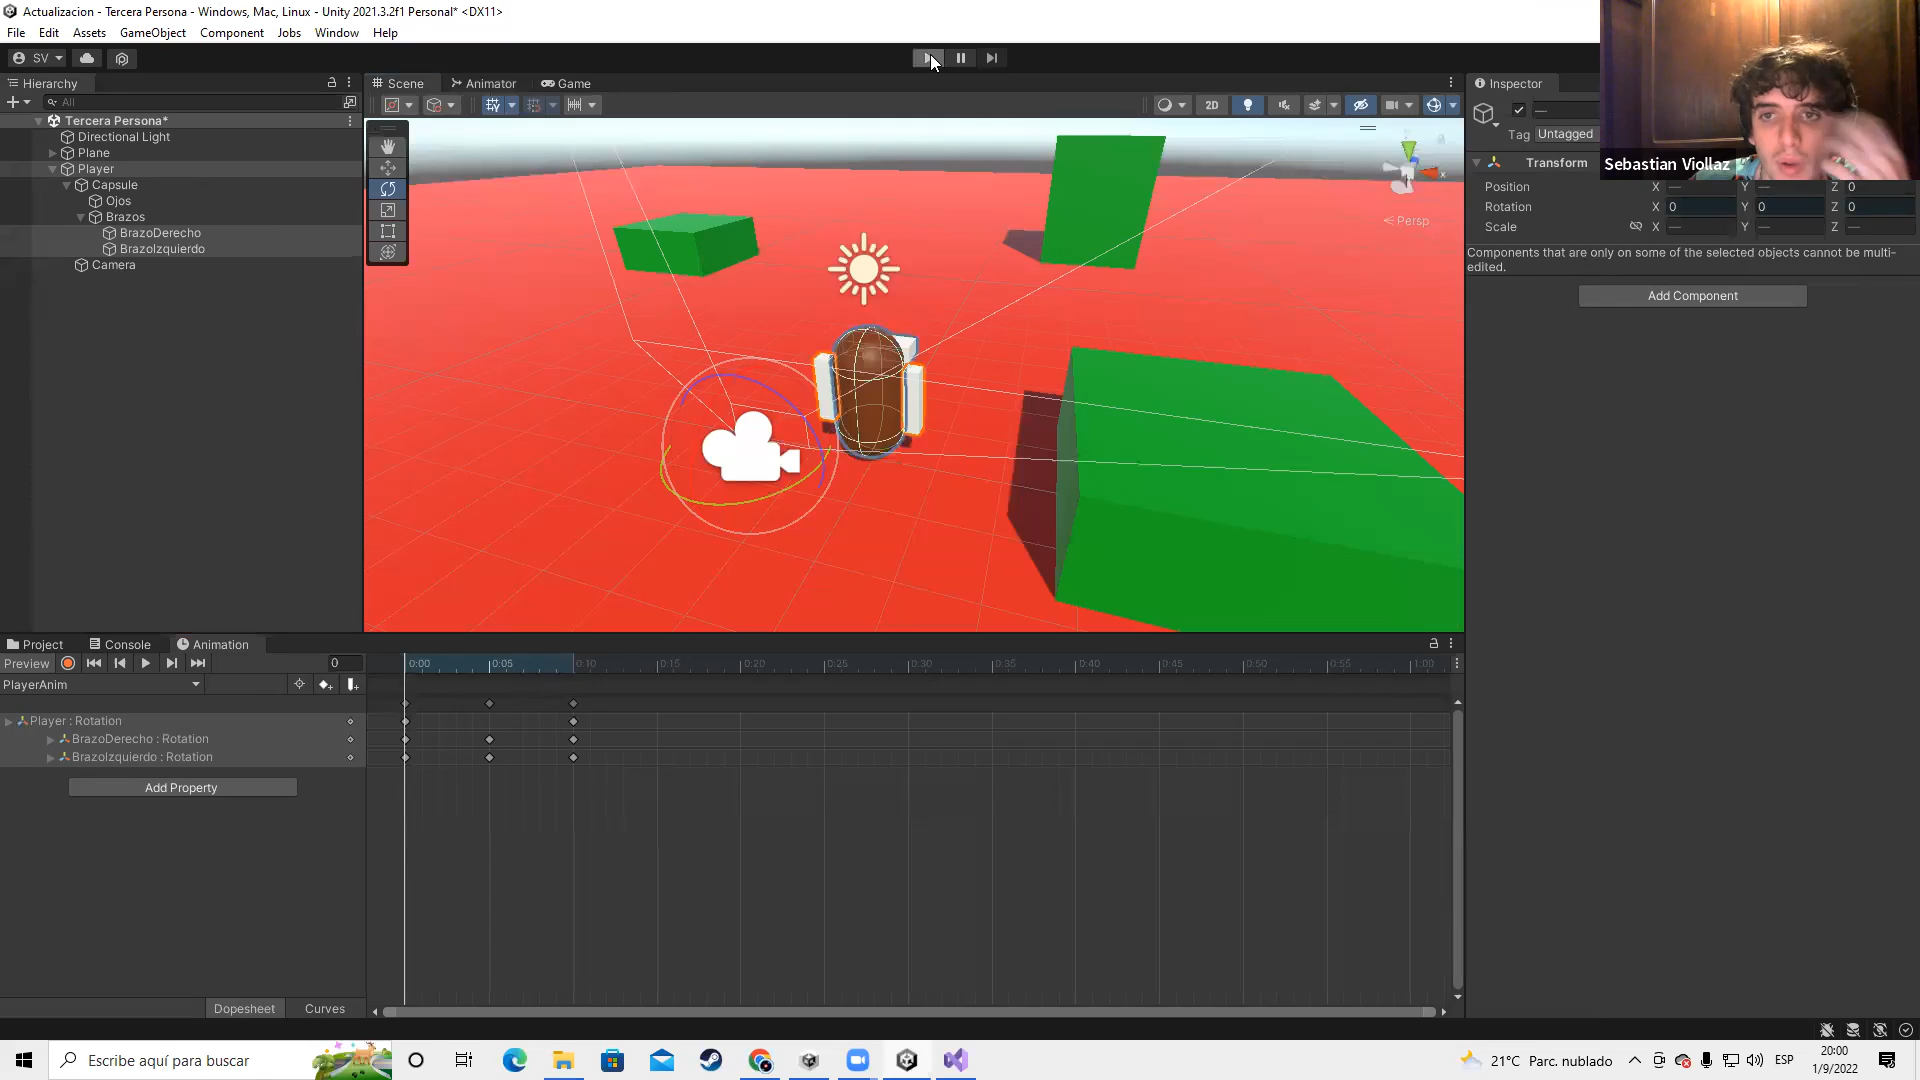 Actualizacion - Tercera Persona - Windows, Mac, Linux - Unity 2021.3.2f1 Personal* <DX11>
File Edit Assets GameObject Component Jobs Window Help
SV
Hierarchy
All
Tercera Persona*
Directional Light
Plane
Player
Capsule
Ojos
Brazos
BrazoDerecho
BrazoIzquierdo
Camera
Scene Animator Game
2D
Persp
x
Inspector
Tag Untagged
Sebastian Viollaz
Transform
Position X — Y — Z 0
Rotation X 0 Y 0 Z 0
Scale X — Y — Z —
Components that are only on some of the selected objects cannot be multi-
edited.
Add Component
Project Console Animation
Preview 0
0:00 0:05 0:10 0:15 0:20 0:25 0:30 0:35 0:40 0:45 0:50 0:55 1:00
PlayerAnim
Player : Rotation
BrazoDerecho : Rotation
BrazoIzquierdo : Rotation
Add Property
Dopesheet Curves
Escribe aquí para buscar
21°C Parc. nublado
ESP
20:00
1/9/2022